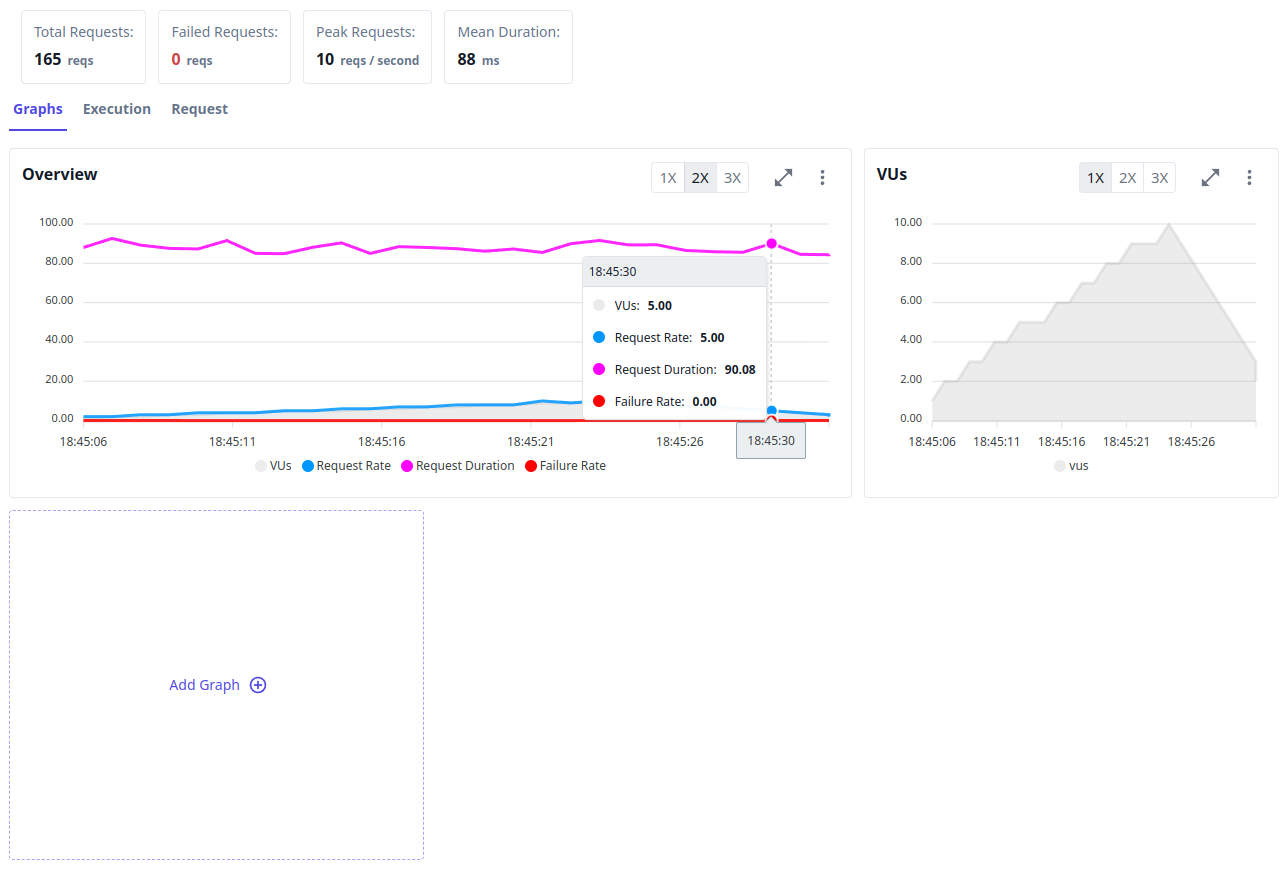 Total Requests: Failed Requests: Peak Requests: Mean Duration:
165 reqs 0 reqs 10 reqs / second 88 ms
Graphs Execution Request
Overview 1X 2X 3X
100.00
80.00
60.00
40.00
20.00
0.00
18:45:06 18:45:11 18:45:16 18:45:21 18:45:26 18:45:30
18:45:30
VUs: 5.00
Request Rate: 5.00
Request Duration: 90.08
Failure Rate: 0.00
VUs Request Rate Request Duration Failure Rate
VUs 1X 2X 3X
10.00
8.00
6.00
4.00
2.00
0.00
18:45:06 18:45:11 18:45:16 18:45:21 18:45:26
vus
Add Graph